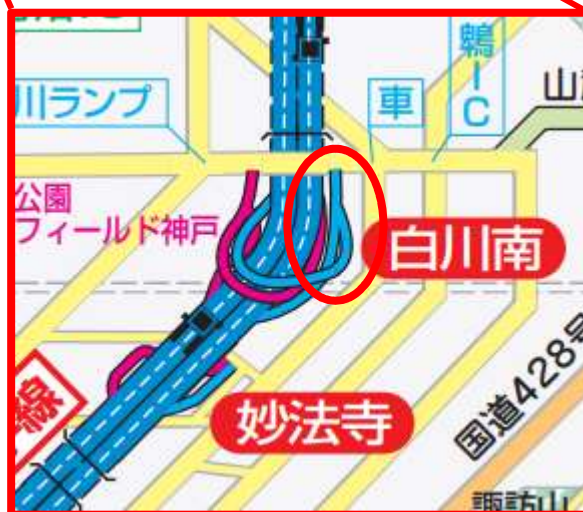 川ランプ
車
鵯-C
山
公園
フィールド神戸
白川南
線
妙法寺
国道428号
諏訪山